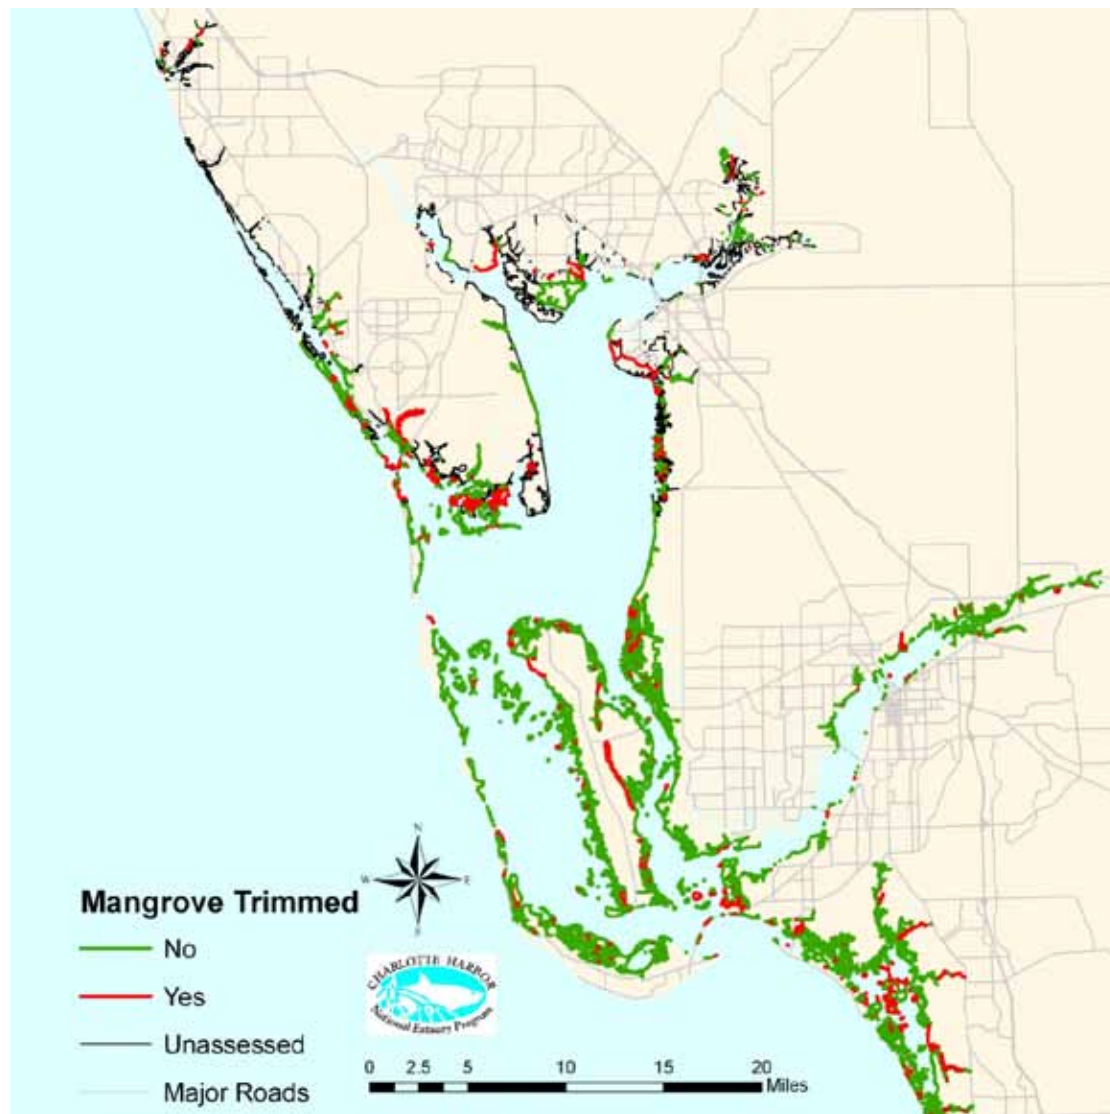 N
W
E
S
Mangrove Trimmed
No
Yes
Unassessed
Major Roads
CHARLOTTE HARBOR
National Estuary Program
0 2.5 5 10 15 20
Miles